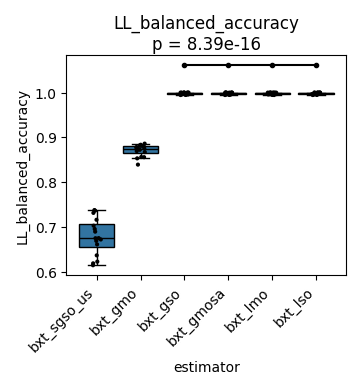 LL_balanced_accuracy
p = 8.39e-16
LL_balanced_accuracy
1.0
0.9
0.8
0.7
0.6
bxt_sgso_us
bxt_gmo
bxt_gso
bxt_gmosa
bxt_lmo
bxt_lso
estimator